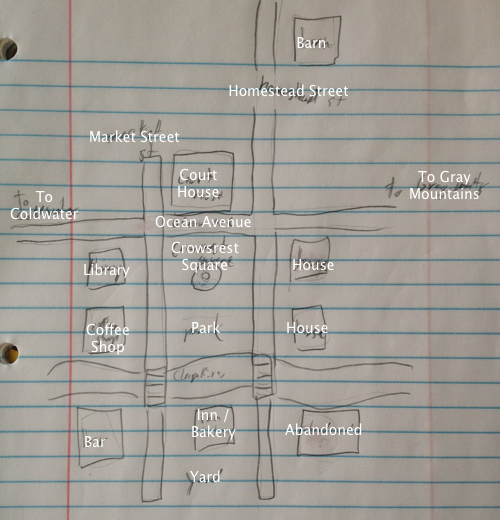 Barn
Homestead Street
Market Street
Court
House
To
Coldwater
To Gray
Mountains
Ocean Avenue
Crowsrest
Square
Library
House
Coffee
Shop
Park
House
Bar
Inn /
Bakery
Abandoned
Yard